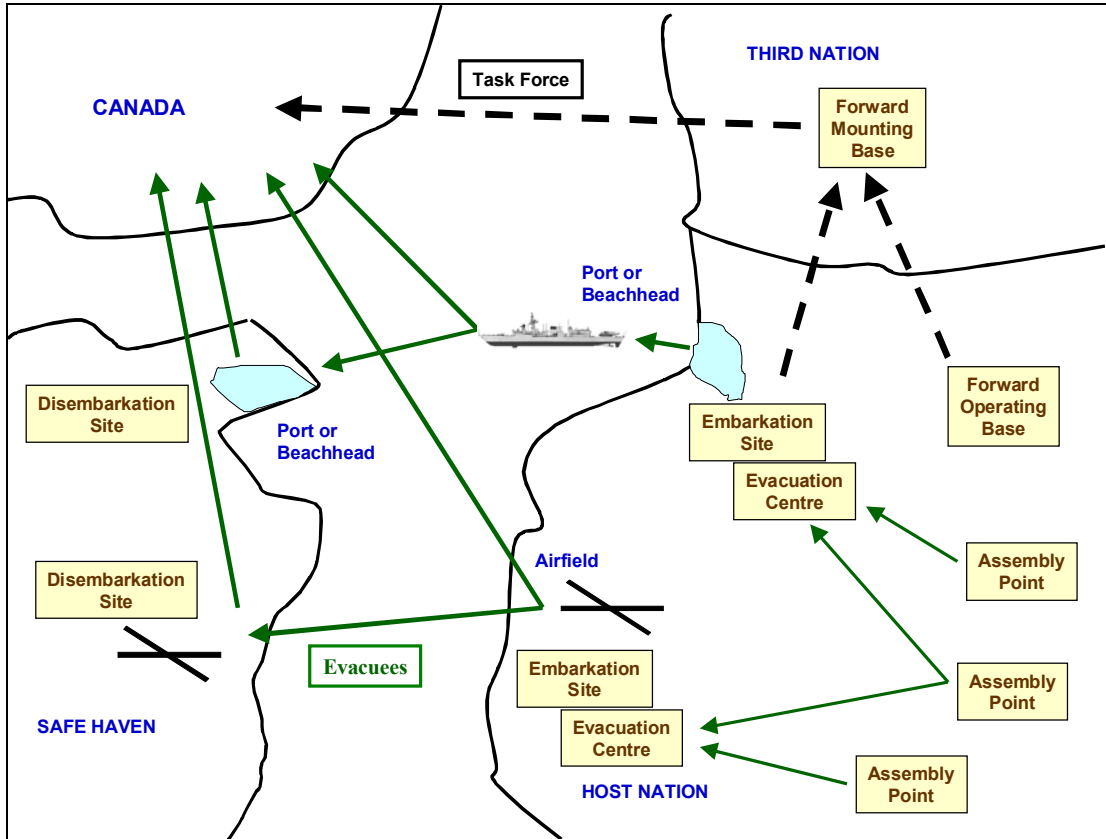 THIRD NATION
Task Force
CANADA
Forward
Mounting
Base
Port or
Beachhead
Disembarkation
Site
Port or
Beachhead
Embarkation
Site
Forward
Operating
Base
Evacuation
Centre
Airfield
Assembly
Point
Disembarkation
Site
Evacuees
Embarkation
Site
Assembly
Point
SAFE HAVEN
Evacuation
Centre
HOST NATION
Assembly
Point